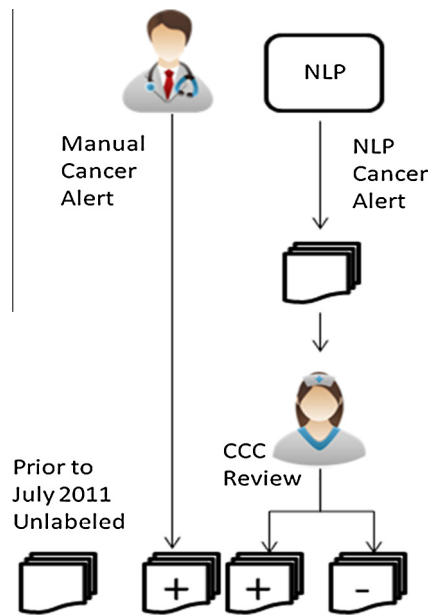 NLP
Manual
Cancer
Alert
NLP
Cancer
Alert
CCC
Review
Prior to
July 2011
Unlabeled
+
+
-